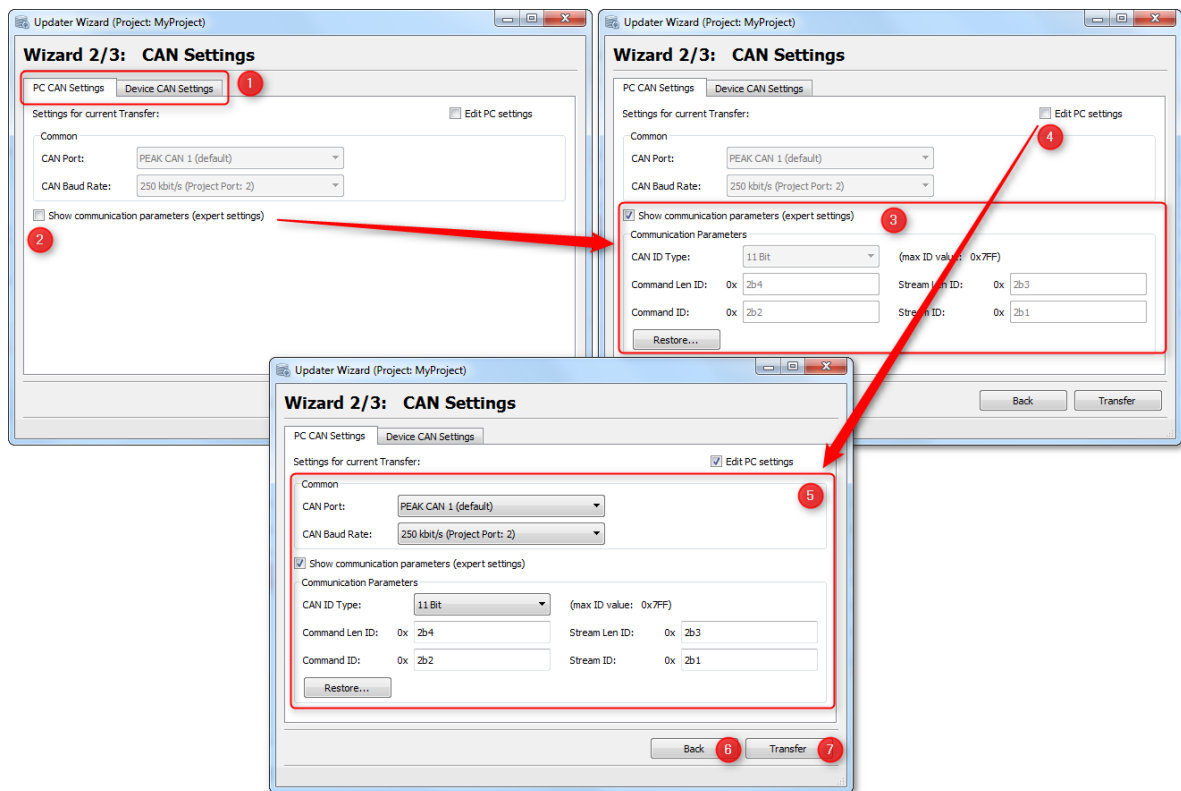 Updater Wizard (Project: MyProject)
Wizard 2/3: CAN Settings
PC CAN Settings Device CAN Settings 1
Settings for current Transfer: Edit PC settings
Common
CAN Port: PEAK CAN 1 (default)
CAN Baud Rate: 250 kbit/s (Project Port: 2)
Show communication parameters (expert settings)
2
Updater Wizard (Project: MyProject)
Wizard 2/3: CAN Settings
PC CAN Settings Device CAN Settings
Settings for current Transfer: Edit PC settings
4
Common
CAN Port: PEAK CAN 1 (default)
CAN Baud Rate: 250 kbit/s (Project Port: 2)
Show communication parameters (expert settings) 3
Communication Parameters
CAN ID Type: 11 Bit (max ID value: 0x7FF)
Command Len ID: 0x 2b4 Stream Len ID: 0x 2b3
Command ID: 0x 2b2 Stream ID: 0x 2b1
Restore...
Back Transfer
Updater Wizard (Project: MyProject)
Wizard 2/3: CAN Settings
PC CAN Settings Device CAN Settings
Settings for current Transfer: Edit PC settings
Common 5
CAN Port: PEAK CAN 1 (default)
CAN Baud Rate: 250 kbit/s (Project Port: 2)
Show communication parameters (expert settings)
Communication Parameters
CAN ID Type: 11 Bit (max ID value: 0x7FF)
Command Len ID: 0x 2b4 Stream Len ID: 0x 2b3
Command ID: 0x 2b2 Stream ID: 0x 2b1
Restore...
Back 6 Transfer 7